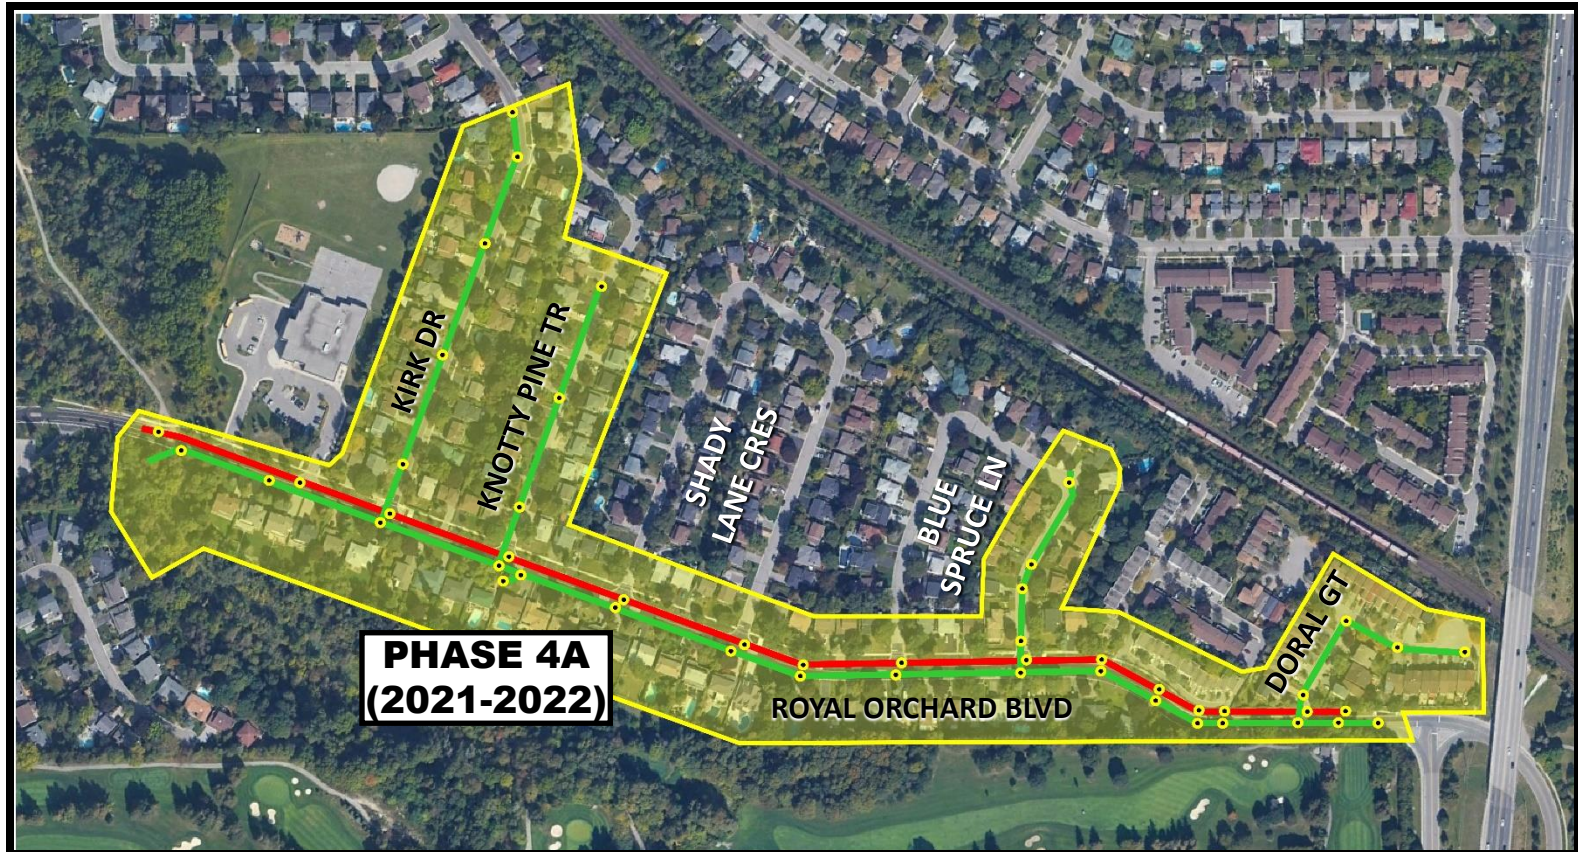 KIRK DR
KNOTTY PINE TR
SHADY
LANE CRES
BLUE
SPRUCE LN
DORAL GT
PHASE 4A
(2021-2022)
ROYAL ORCHARD BLVD